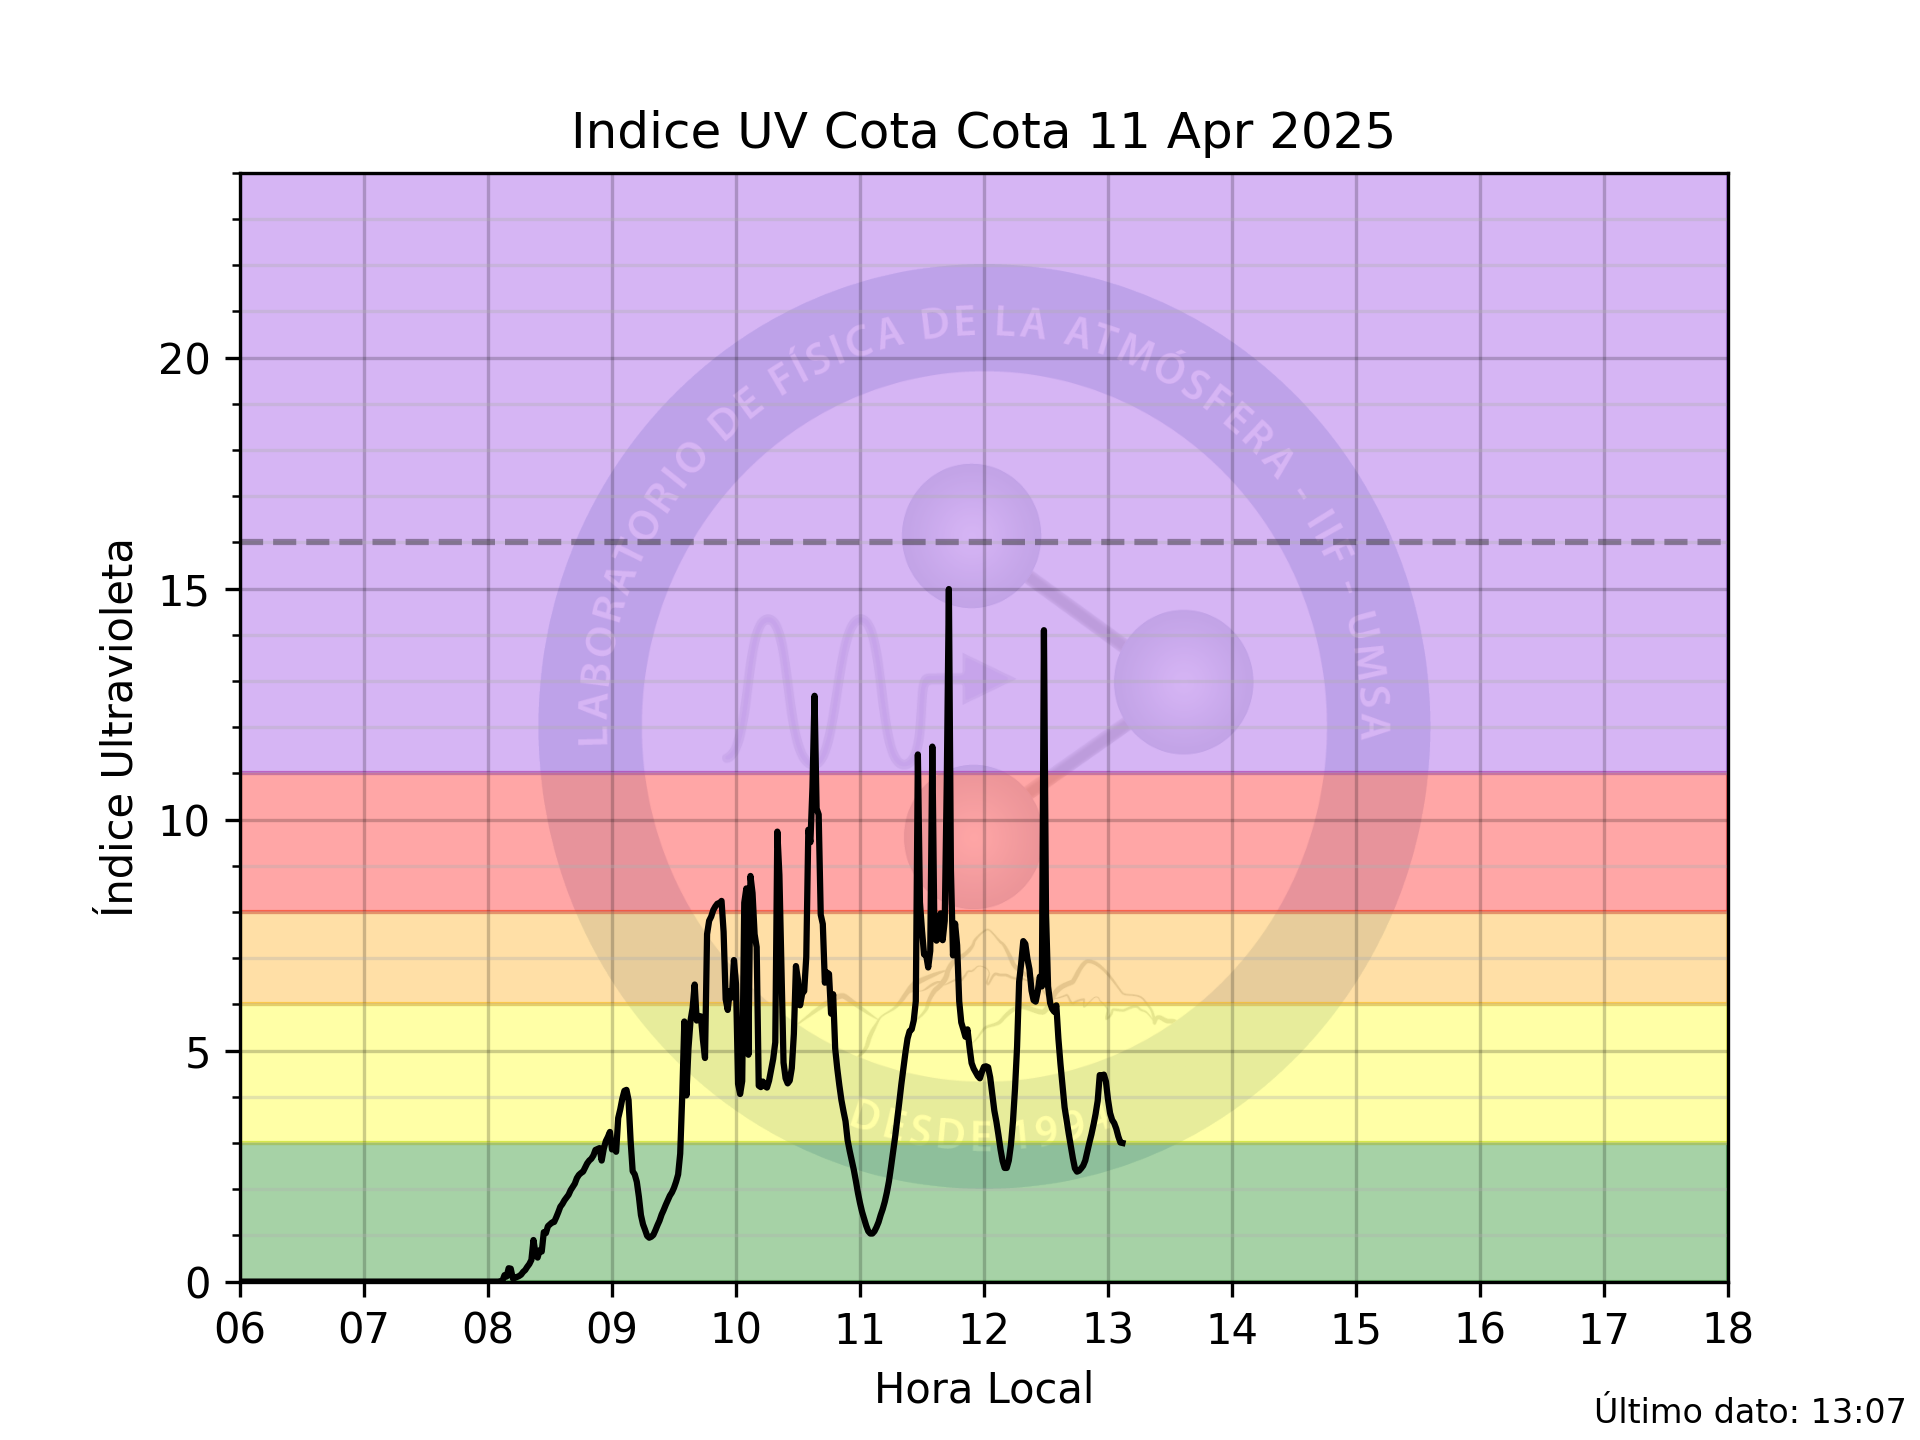 Indice UV Cota Cota 11 Apr 2025
LABORATORIO DE FÍSICA DE LA ATMÓSFERA - IIF - UMSA
DESDE
Índice Ultravioleta
20
15
10
5
0
06 07 08 09 10 11 12 13 14 15 16 17 18
Hora Local
Último dato: 13:07